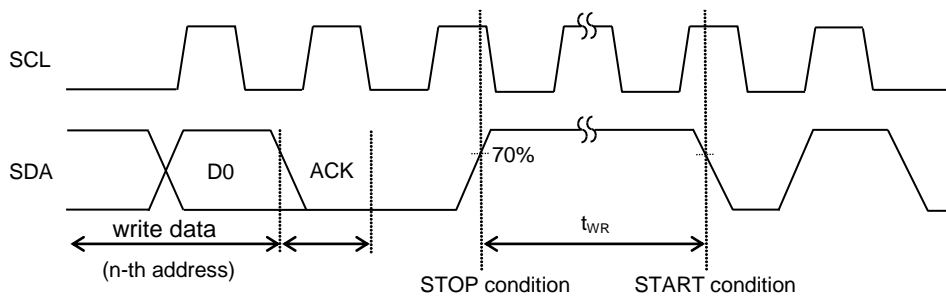 SCL
SDA
D0
ACK
70%
write data
(n-th address)
tWR
STOP condition
START condition